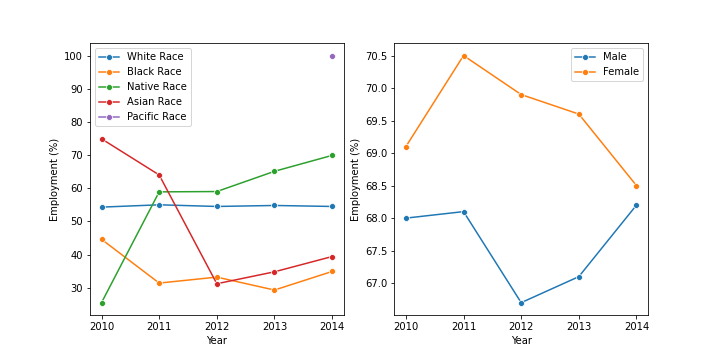 White Race
Black Race
Native Race
Asian Race
Pacific Race
100
90
80
70
60
50
40
30
Employment (%)
2010 2011 2012 2013 2014
Year
Male
Female
70.5
70.0
69.5
69.0
68.5
68.0
67.5
67.0
Employment (%)
2010 2011 2012 2013 2014
Year